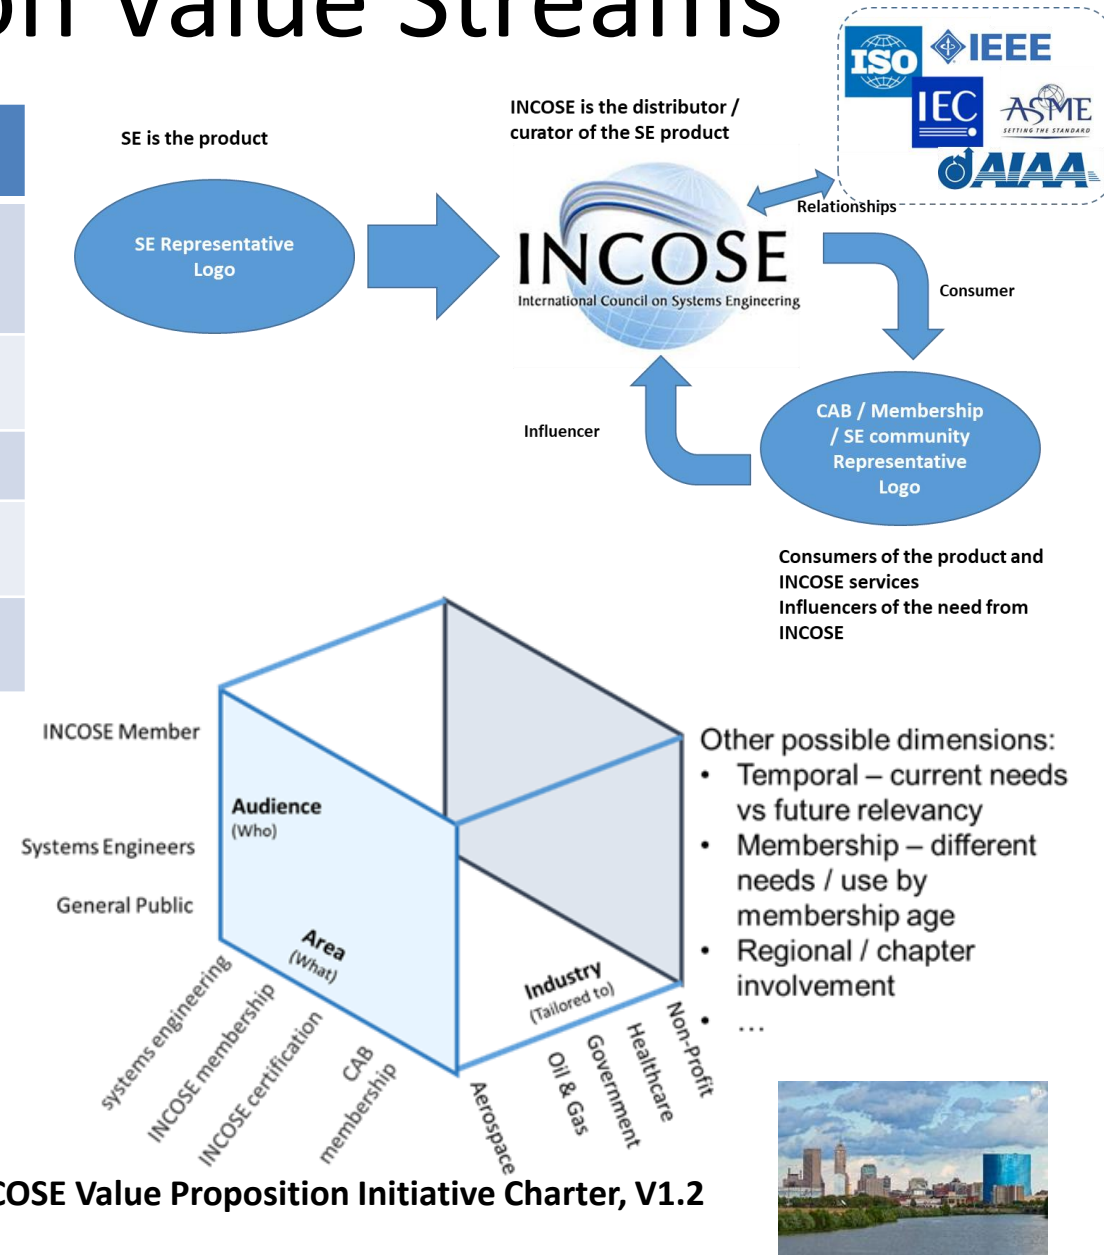 on Value Streams
ISO
IEEE
IEC
ASME
SETTING THE STANDARD
AIAA
SE is the product
INCOSE is the distributor /
curator of the SE product
SE Representative
Logo
INCOSE
International Council on Systems Engineering
Relationships
Consumer
Influencer
CAB / Membership
/ SE community
Representative
Logo
Consumers of the product and
INCOSE services
Influencers of the need from
INCOSE
INCOSE Member
Systems Engineers
General Public
Audience
(Who)
Area
(What)
Industry
(Tailored to)
systems engineering
INCOSE membership
INCOSE certification
CAB
membership
Aerospace
Oil & Gas
Government
Healthcare
Non-Profit
Other possible dimensions:
• Temporal – current needs
vs future relevancy
• Membership – different
needs / use by
membership age
• Regional / chapter
involvement
• …
COSE Value Proposition Initiative Charter, V1.2